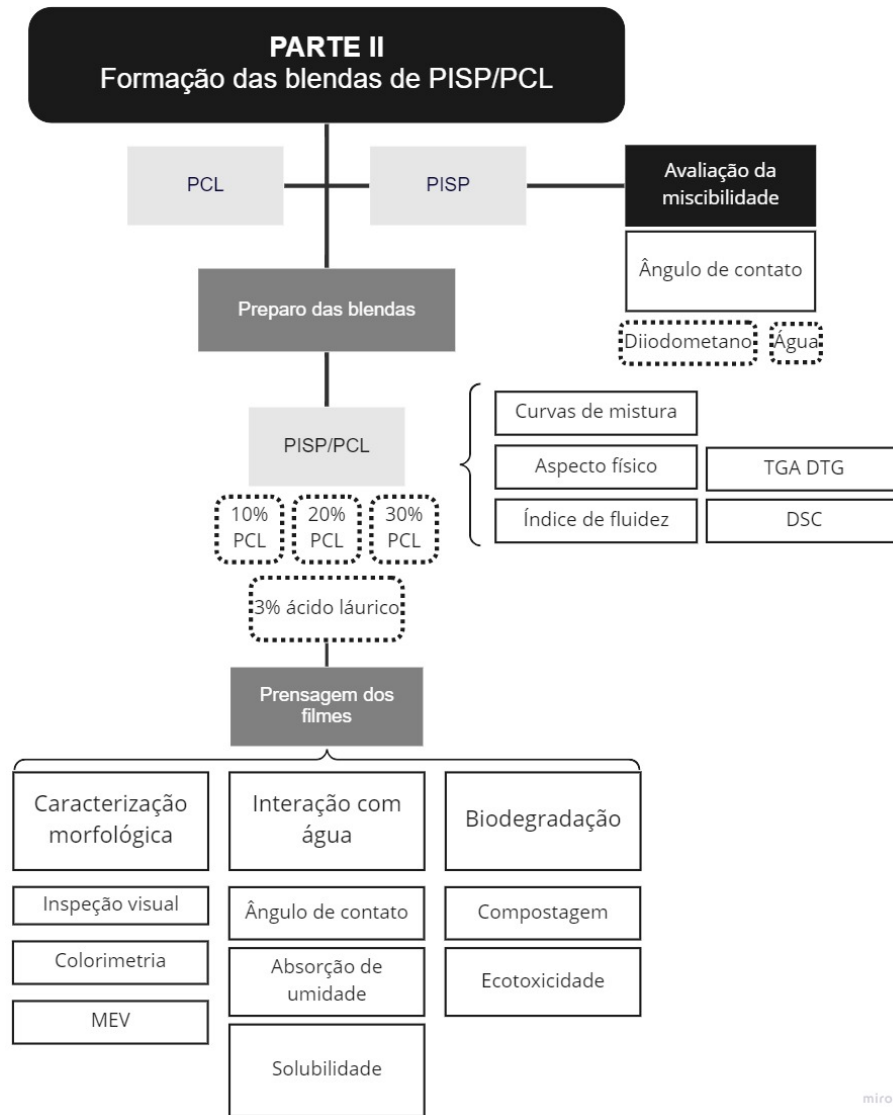 PARTE II
Formação das blendas de PISP/PCL
PCL
PISP
Avaliação da
miscibilidade
Ângulo de contato
Diiodometano
Água
Preparo das blendas
PISP/PCL
10%
PCL
20%
PCL
30%
PCL
3% ácido láurico
Curvas de mistura
Aspecto físico
TGA DTG
Índice de fluidez
DSC
Prensagem dos
filmes
Caracterização
morfológica
Inspeção visual
Colorimetria
MEV
Interação com
água
Ângulo de contato
Absorção de
umidade
Solubilidade
Biodegradação
Compostagem
Ecotoxicidade
miro